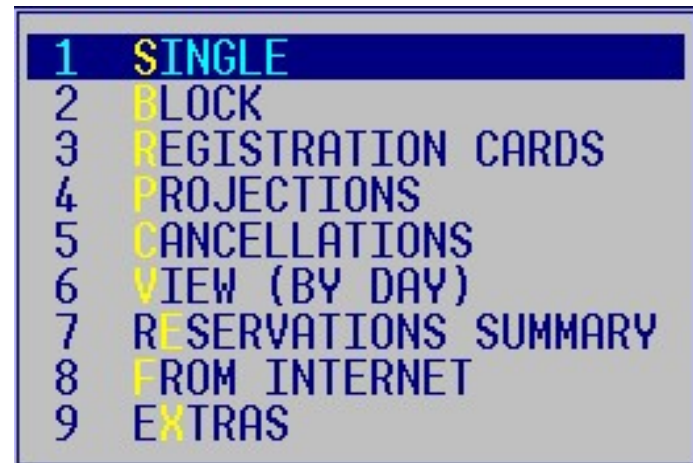 1 SINGLE
2 BLOCK
3 REGISTRATION CARDS
4 PROJECTIONS
5 CANCELLATIONS
6 VIEW (BY DAY)
7 RESERVATIONS SUMMARY
8 FROM INTERNET
9 EXTRAS